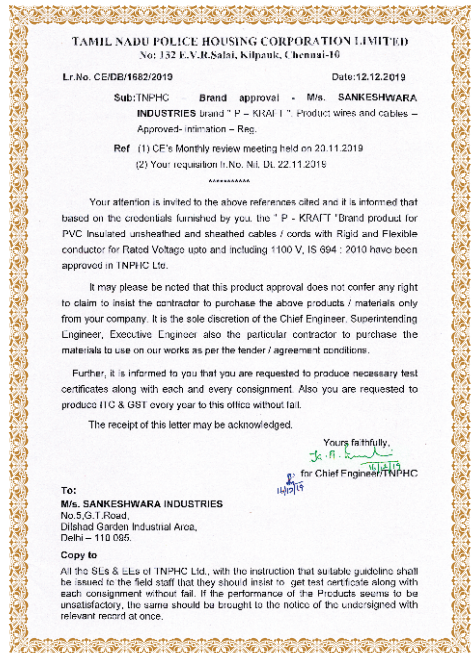 TAMIL NADU POLICE HOUSING CORPORATION LIMITED
No: 132 E.V.R.Salai, Kilpauk, Chennai-10
Lr.No. CE/DB/1682/2019 Date:12.12.2019
Sub:TNPHC – Brand approval - M/s. SANKESHWARA
INDUSTRIES brand " P – KRAFT ". Product wires and cables –
Approved- intimation – Reg.
Ref (1) CE's Monthly review meeting held on 20.11.2019
(2) Your requisition lr.No. Nil. Dt. 22.11.2019
***********
Your attention is invited to the above references cited and it is informed that
based on the credentials furnished by you, the " P - KRAFT "Brand product for
PVC Insulated unsheathed and sheathed cables / cords with Rigid and Flexible
conductor for Rated Voltage upto and including 1100 V, IS 694 : 2010 have been
approved in TNPHC Ltd.
It may please be noted that this product approval does not confer any right
to claim to insist the contractor to purchase the above products / materials only
from your company. It is the sole discretion of the Chief Engineer, Superintending
Engineer, Executive Engineer also the particular contractor to purchase the
materials to use on our works as per the tender / agreement conditions.
Further, it is informed to you that you are requested to produce necessary test
certificates along with each and every consignment. Also you are requested to
produce ITC & GST every year to this office without fail.
The receipt of this letter may be acknowledged.
Yours faithfully,
for Chief Engineer/TNPHC
To:
M/s. SANKESHWARA INDUSTRIES
No.5,G.T.Road,
Dilshad Garden Industrial Area,
Delhi – 110 095.
Copy to
All the SEs & EEs of TNPHC Ltd., with the instruction that suitable guideline shall
be issued to the field staff that they should insist to get test certificate along with
each consignment without fail. If the performance of the Products seems to be
unsatisfactory, the same should be brought to the notice of the undersigned with
relevant record at once.